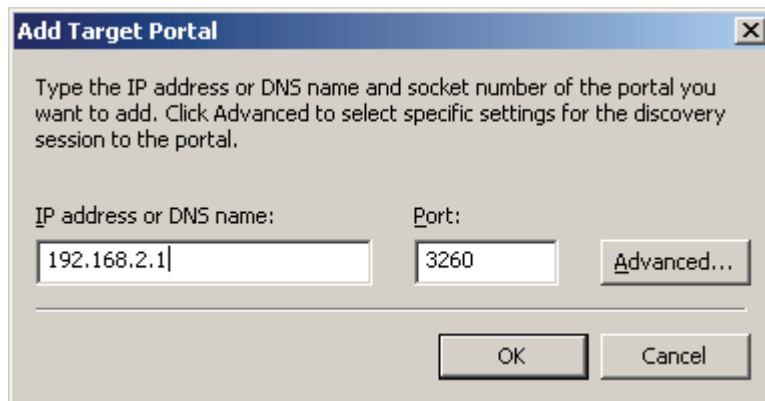 Add Target Portal
Type the IP address or DNS name and socket number of the portal you
want to add. Click Advanced to select specific settings for the discovery
session to the portal.
IP address or DNS name: Port:
192.168.2.1 3260 Advanced...
OK Cancel